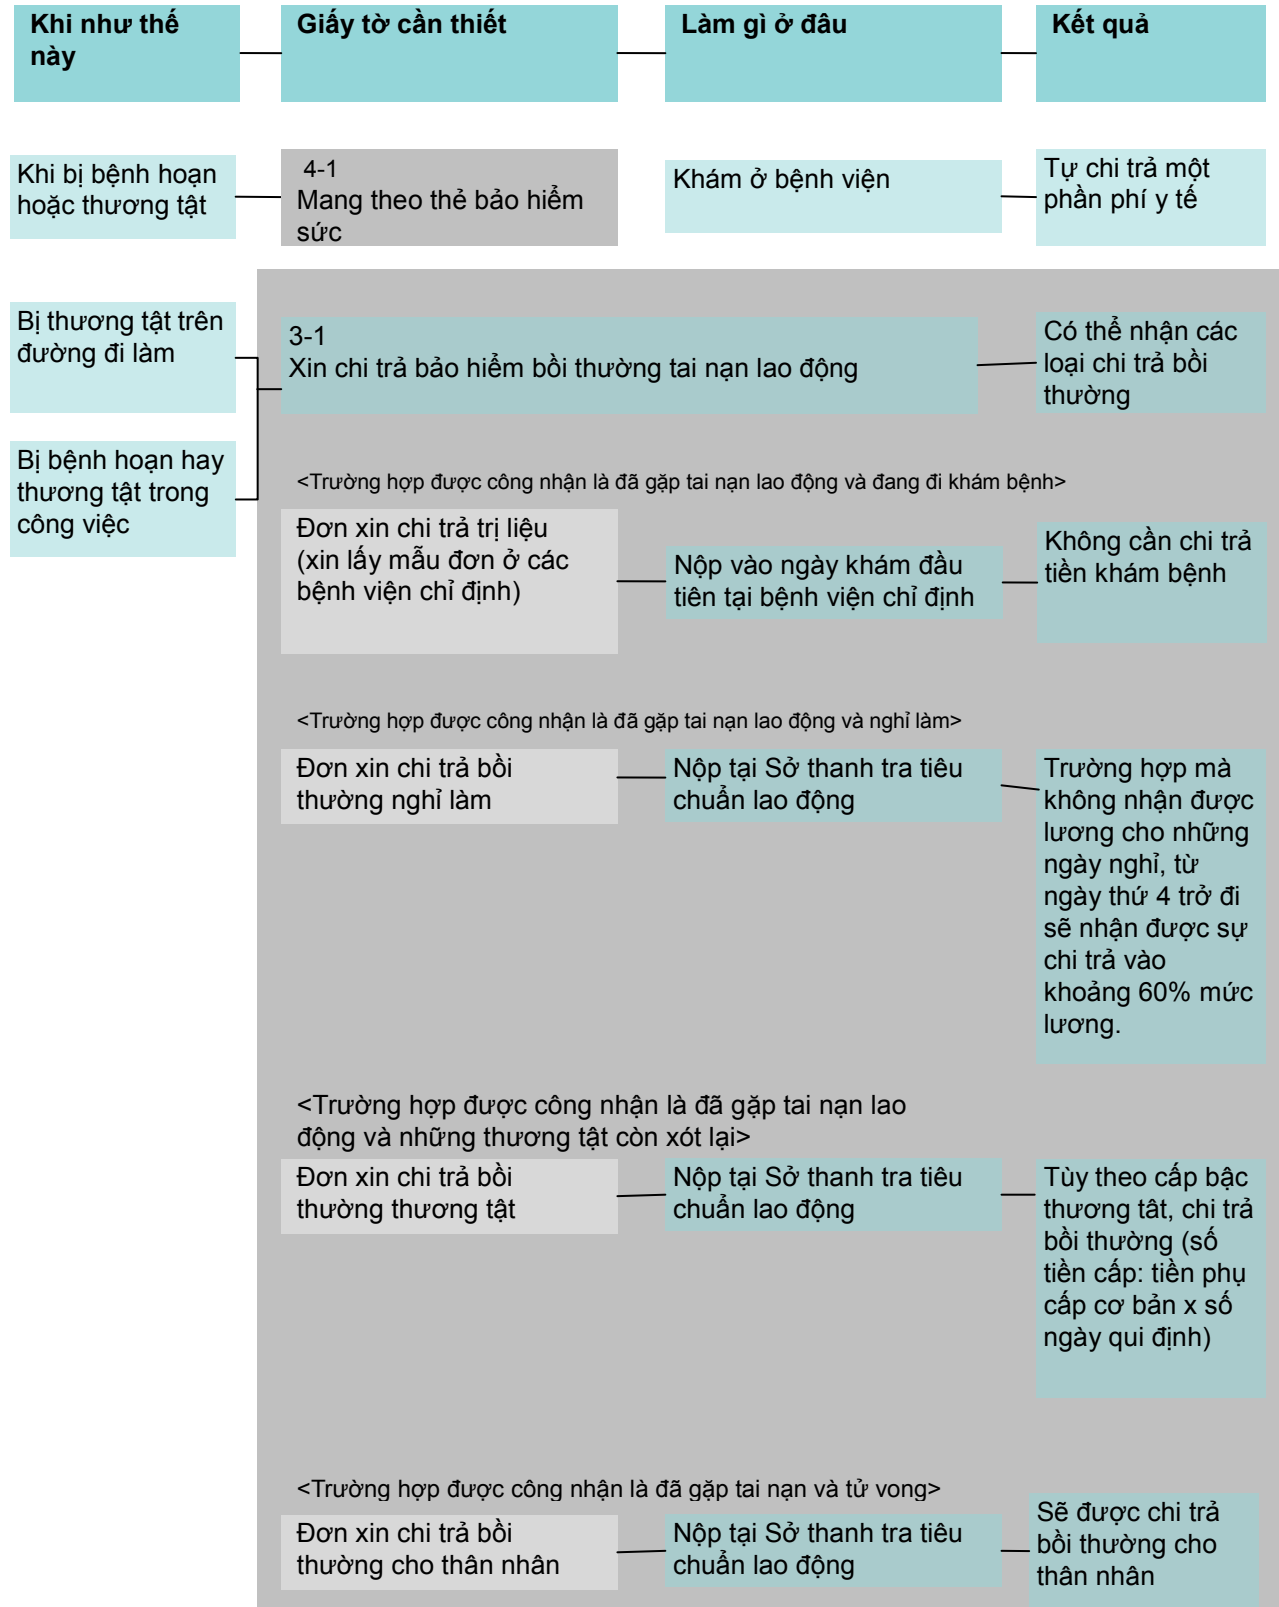 Khi như thế
này
Giấy tờ cần thiết
Làm gì ở đâu
Kết quả
Khi bị bệnh hoạn
hoặc thương tật
4-1
Mang theo thẻ bảo hiểm
sức
Khám ở bệnh viện
Tự chi trả một
phần phí y tế
Bị thương tật trên
đường đi làm
3-1
Xin chi trả bảo hiểm bồi thường tai nạn lao động
Có thể nhận các
loại chi trả bồi
thường
Bị bệnh hoạn hay
thương tật trong
công việc
<Trường hợp được công nhận là đã gặp tai nạn lao động và đang đi khám bệnh>
Đơn xin chi trả trị liệu
(xin lấy mẫu đơn ở các
bệnh viện chỉ định)
Nộp vào ngày khám đầu
tiên tại bệnh viện chỉ định
Không cần chi trả
tiền khám bệnh
<Trường hợp được công nhận là đã gặp tai nạn lao động và nghỉ làm>
Đơn xin chi trả bồi
thường nghỉ làm
Nộp tại Sở thanh tra tiêu
chuẩn lao động
Trường hợp mà
không nhận được
lương cho những
ngày nghỉ, từ
ngày thứ 4 trở đi
sẽ nhận được sự
chi trả vào
khoảng 60% mức
lương.
<Trường hợp được công nhận là đã gặp tai nạn lao
động và những thương tật còn xót lại>
Đơn xin chi trả bồi
thường thương tật
Nộp tại Sở thanh tra tiêu
chuẩn lao động
Tùy theo cấp bậc
thương tât, chi trả
bồi thường (số
tiền cấp: tiền phụ
cấp cơ bản x số
ngày qui định)
<Trường hợp được công nhận là đã gặp tai nạn và tử vong>
Đơn xin chi trả bồi
thường cho thân nhân
Nộp tại Sở thanh tra tiêu
chuẩn lao động
Sẽ được chi trả
bồi thường cho
thân nhân